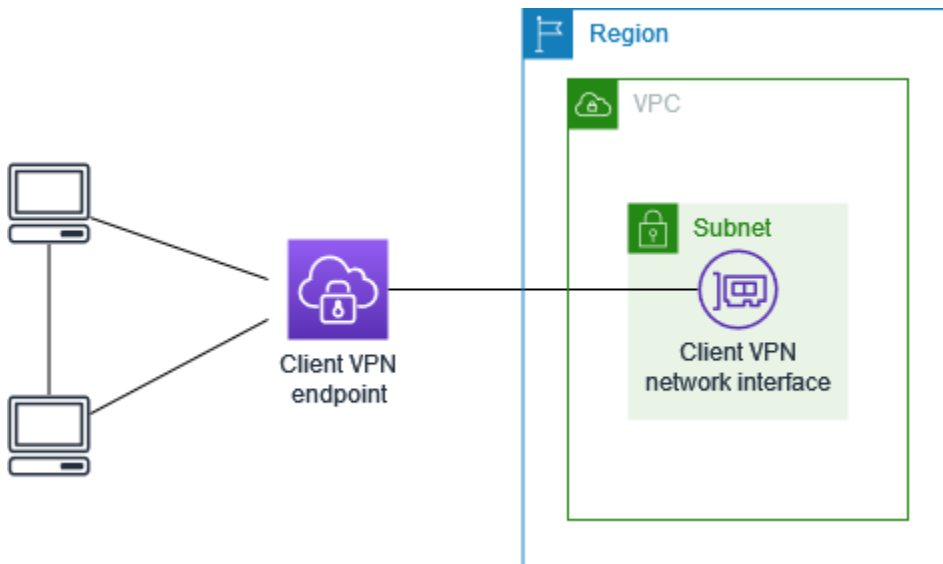 Region
VPC
Subnet
Client VPN
endpoint
Client VPN
network interface